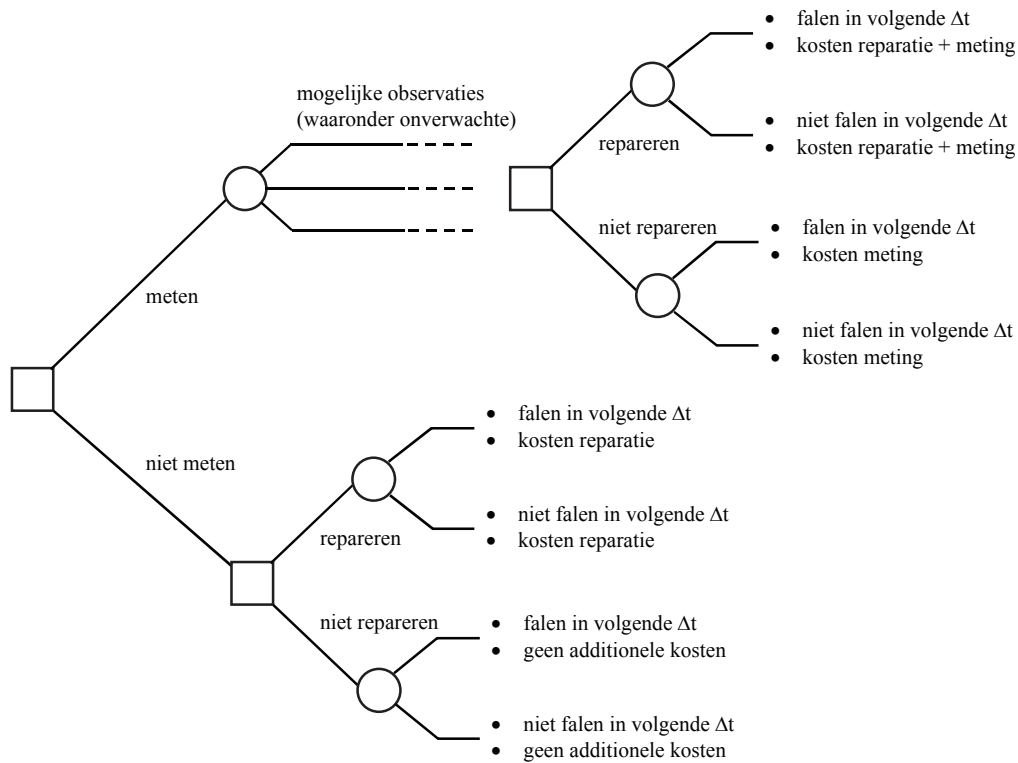 • falen in volgende Δt
• kosten reparatie + meting
mogelijke observaties
(waaronder onverwachte)
• niet falen in volgende Δt
• kosten reparatie + meting
repareren
niet repareren
• falen in volgende Δt
• kosten meting
meten
• niet falen in volgende Δt
• kosten meting
• falen in volgende Δt
• kosten reparatie
niet meten
• niet falen in volgende Δt
• kosten reparatie
repareren
niet repareren
• falen in volgende Δt
• geen additionele kosten
• niet falen in volgende Δt
• geen additionele kosten